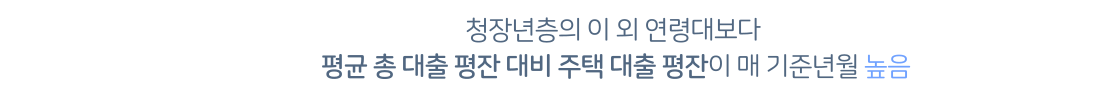 청장년층의 이 외 연령대보다
평균 총 대출 평잔 대비 주택 대출 평잔이 매 기준년월 높음